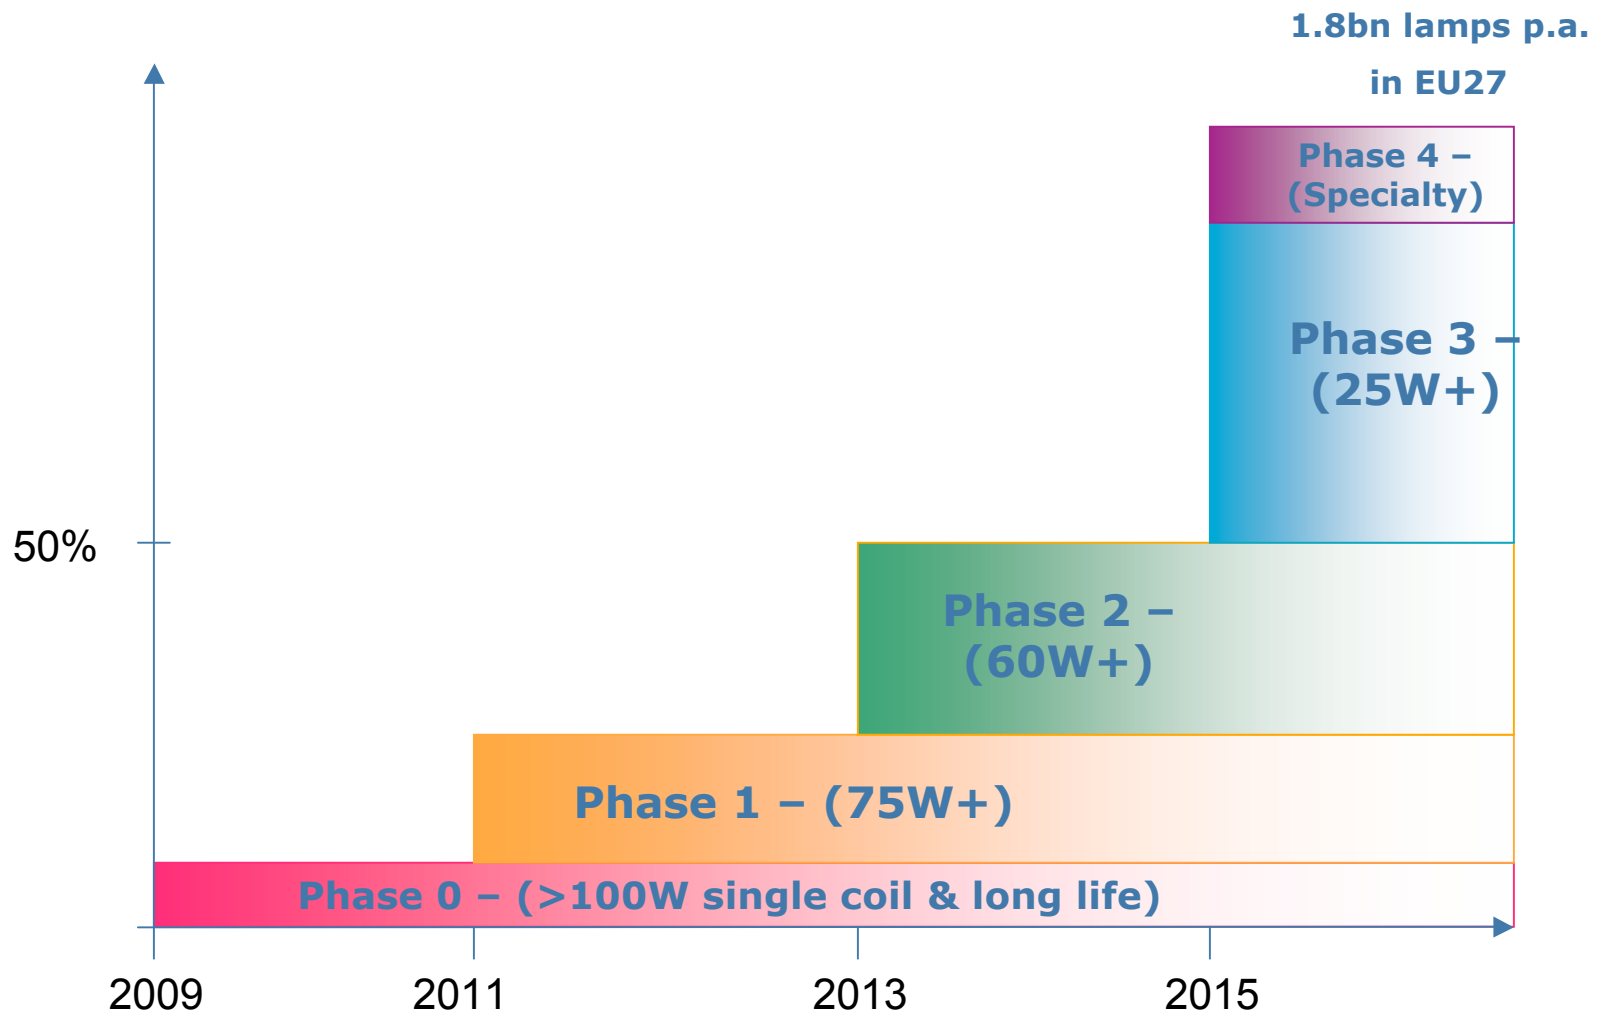 1.8bn lamps p.a.
in EU27
Phase 4 –
(Specialty)
Phase 3 –
(25W+)
50%
Phase 2 –
(60W+)
Phase 1 – (75W+)
Phase 0 – (>100W single coil & long life)
2009 2011 2013 2015